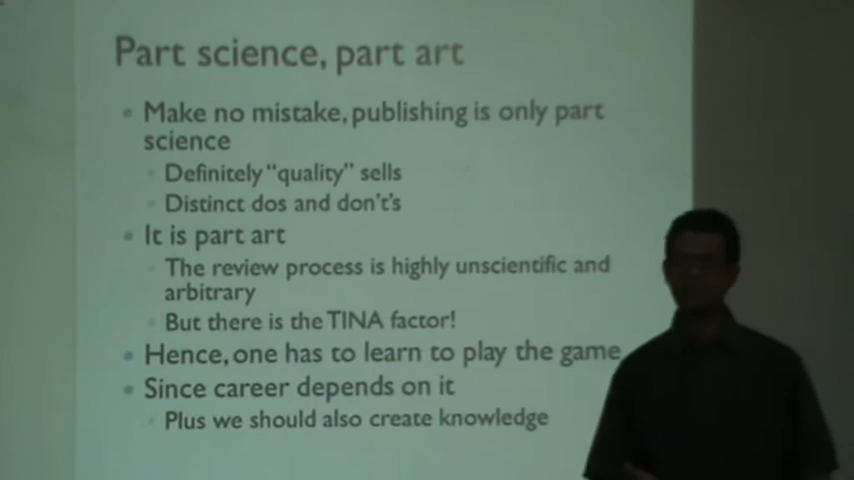 Part science, part art
Make no mistake, publishing is only part
science
Definitely "quality" sells
Distinct dos and don't's
It is part art
The review process is highly unscientific and
arbitrary
But there is the TINA factor!
Hence, one has to learn to play the game
Since career depends on it
Plus we should also create knowledge